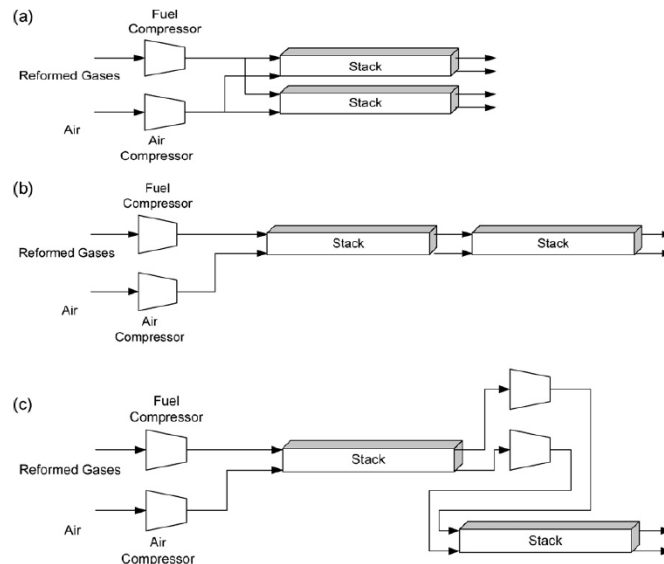 (a)
Fuel
Compressor
Reformed Gases
Stack
Stack
Air
Air
Compressor
(b)
Fuel
Compressor
Reformed Gases
Stack
Stack
Air
Air
Compressor
(c)
Fuel
Compressor
Reformed Gases
Stack
Air
Air
Compressor
Stack